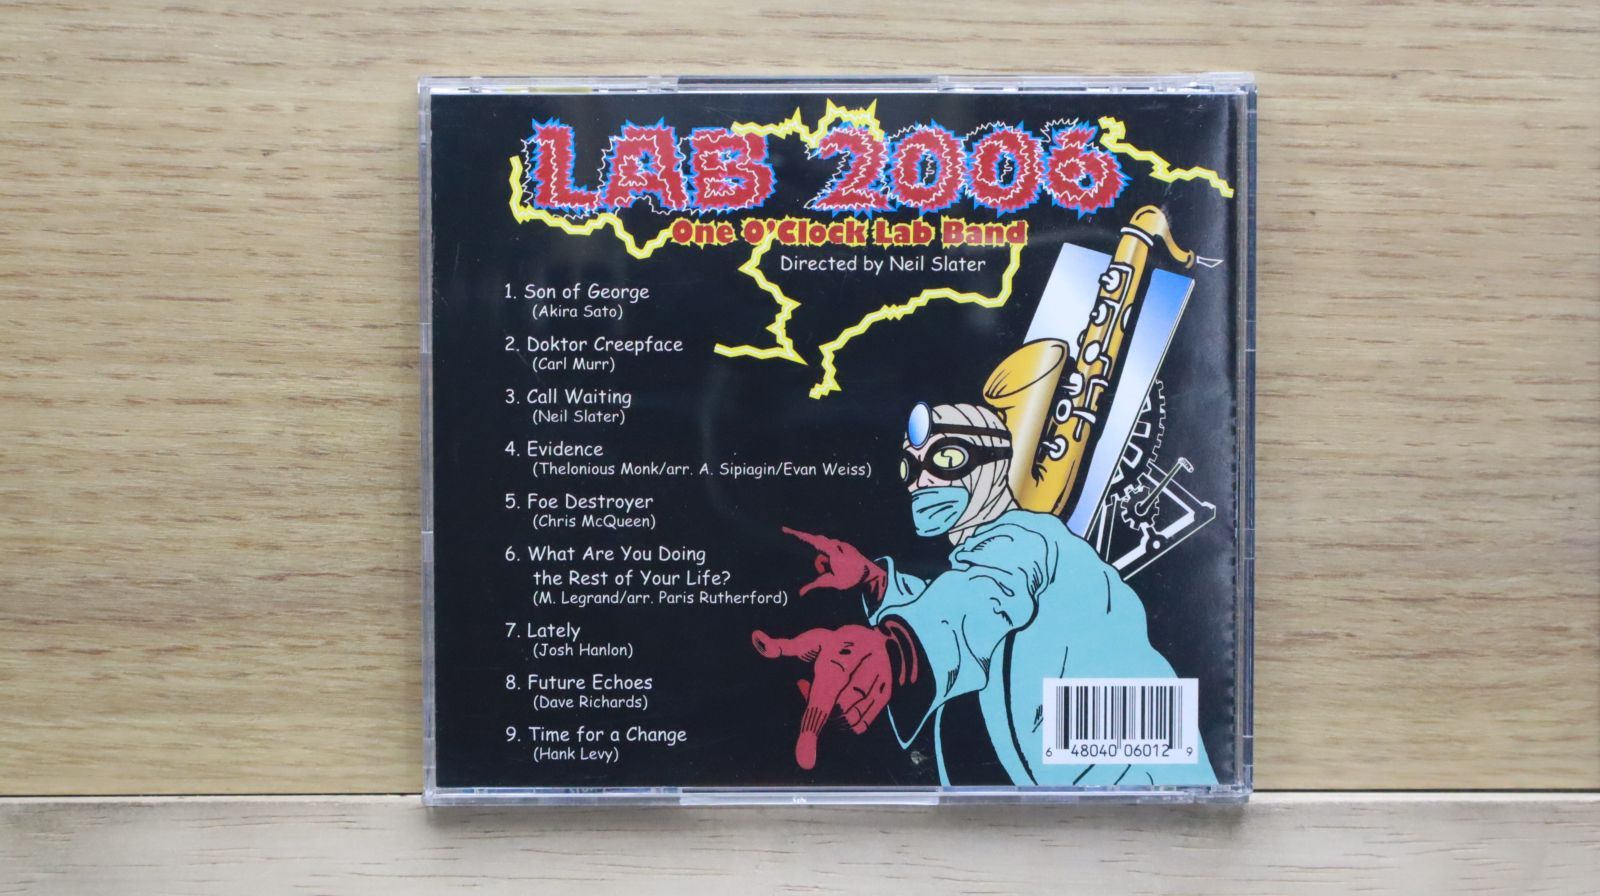 LAB 2006
One O'Clock Lab Band
Directed by Neil Slater
1. Son of George
(Akira Sato)
2. Doktor Creepface
(Carl Murr)
3. Call Waiting
(Neil Slater)
4. Evidence
(Thelonious Monk/arr. A. Sipiagin/Evan Weiss)
5. Foe Destroyer
(Chris McQueen)
6. What Are You Doing
the Rest of Your Life?
(M. Legrand/arr. Paris Rutherford)
7. Lately
(Josh Hanlon)
8. Future Echoes
(Dave Richards)
9. Time for a Change
(Hank Levy)
6 48040 06012 9